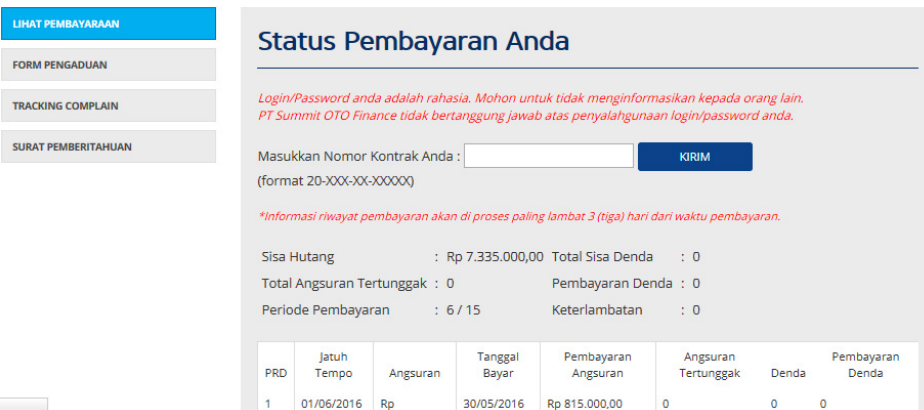 LIHAT PEMBAYARAAN
FORM PENGADUAN
TRACKING COMPLAIN
SURAT PEMBERITAHUAN
Status Pembayaran Anda
Login/Password anda adalah rahasia. Mohon untuk tidak menginformasikan kepada orang lain.
PT Summit OTO Finance tidak bertanggung jawab atas penyalahgunaan login/password anda.
Masukkan Nomor Kontrak Anda : KIRIM
(format 20-XXX-XX-XXXXX)
*Informasi riwayat pembayaran akan di proses paling lambat 3 (tiga) hari dari waktu pembayaran.
Sisa Hutang : Rp 7.335.000,00 Total Sisa Denda : 0
Total Angsuran Tertunggak : 0 Pembayaran Denda : 0
Periode Pembayaran : 6 / 15 Keterlambatan : 0
PRD Jatuh Tempo Angsuran Tanggal Bayar Pembayaran Angsuran Angsuran Tertunggak Denda Pembayaran Denda
1 01/06/2016 Rp 30/05/2016 Rp 815.000,00 0 0 0